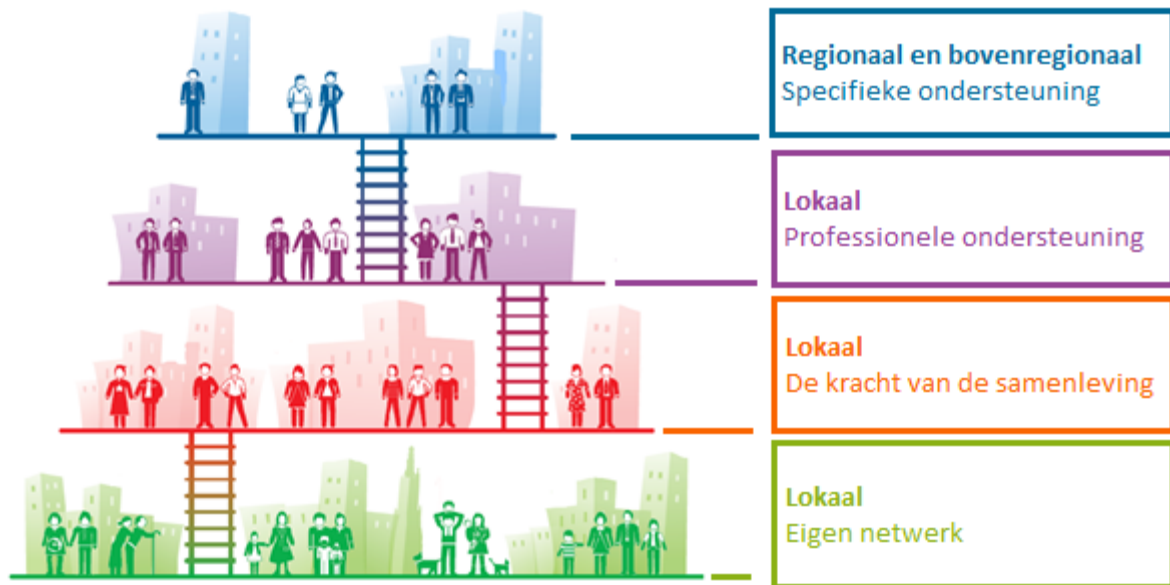 Regionaal en bovenregionaal
Specifieke ondersteuning
Lokaal
Professionele ondersteuning
Lokaal
De kracht van de samenleving
Lokaal
Eigen netwerk